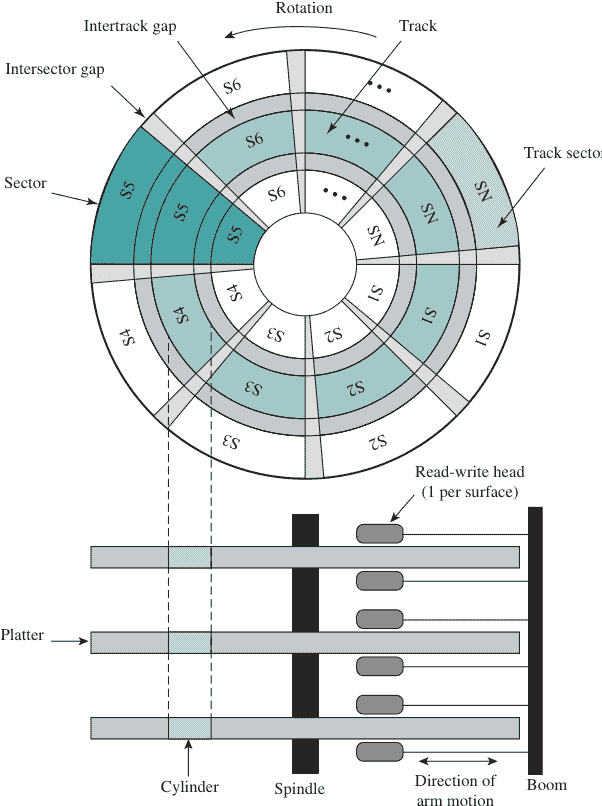 Rotation
Intertrack gap
Track
Intersector gap
S6
• • •
Track sector
S6
• • •
Sector
S5
S6
• • •
SN
S5
SN
S5
SN
S4
S1
S4
S1
S4
S3
S2
S1
S3
S2
S3
S2
Read-write head
(1 per surface)
Platter
Cylinder
Spindle
Direction of
arm motion
Boom